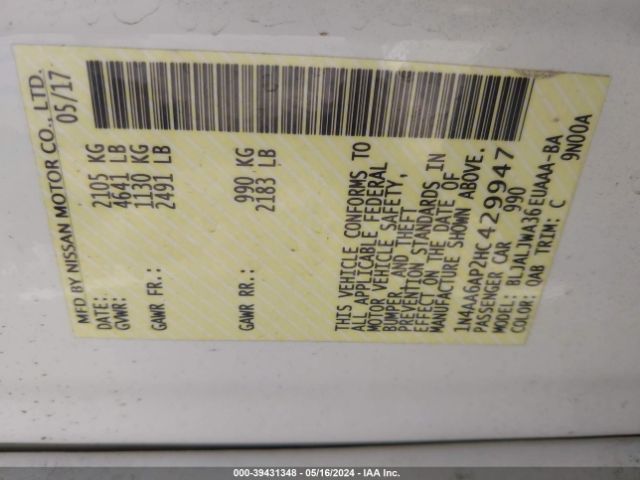 MFD BY NISSAN MOTOR CO., LTD.
DATE: 05/17
GVWR: 2105 KG
4641 LB
GAWR FR.: 1130 KG
2491 LB
GAWR RR.: 990 KG
2183 LB
THIS VEHICLE CONFORMS TO
ALL APPLICABLE FEDERAL
MOTOR VEHICLE SAFETY,
BUMPER, AND THEFT
PREVENTION STANDARDS IN
EFFECT ON THE DATE OF
MANUFACTURE SHOWN ABOVE.
1N4AA6AP2HC429947
PASSENGER CAR 990
MODEL: BLJALJWA36EUAAA-BA
COLOR: QAB TRIM: C 9N00A
000-39431348 - 05/16/2024 - IAA Inc.